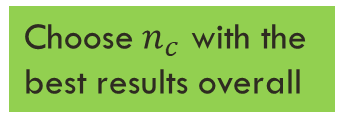 Choose n_c with the
best results overall